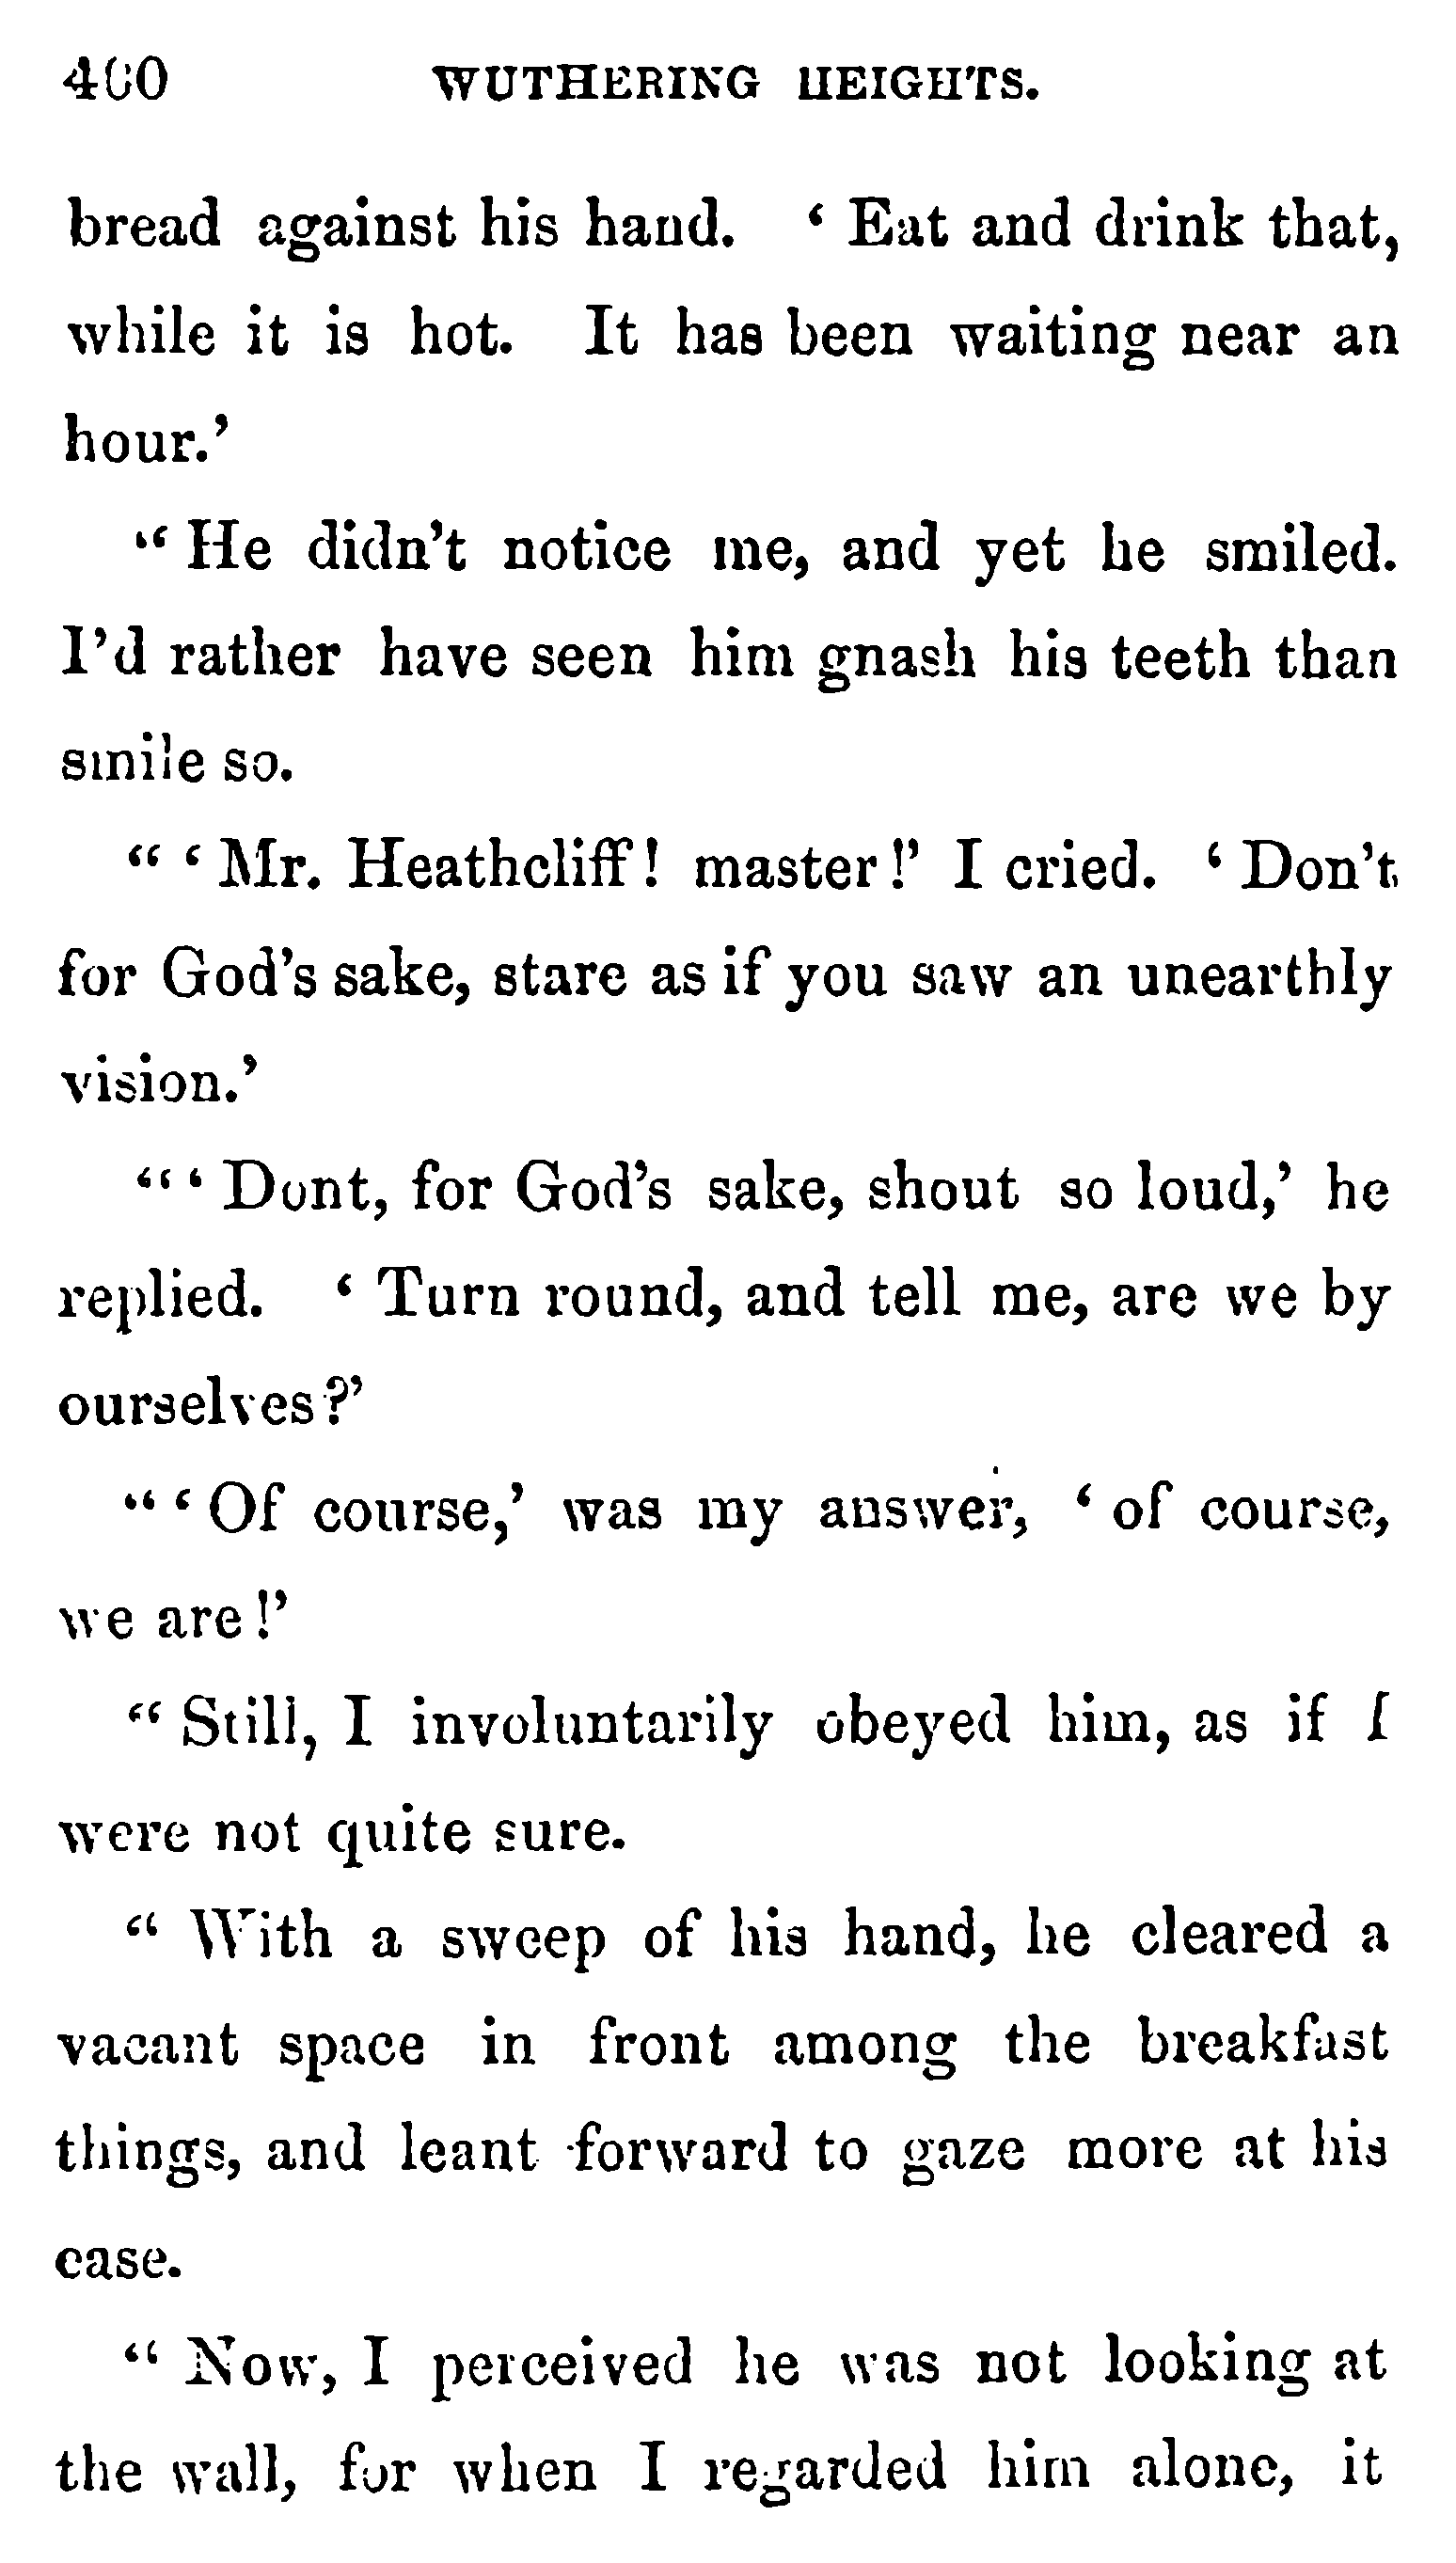 400 WUTHERING HEIGHTS.
bread against his hand. ‘ Eat and drink that,
while it is hot. It has been waiting near an
hour.’
“ He didn’t notice me, and yet he smiled.
I’d rather have seen him gnash his teeth than
smile so.
“ ‘ Mr. Heathcliff! master!’ I cried. ‘ Don’t,
for God’s sake, stare as if you saw an unearthly
vision.’
“ ‘ Dont, for God’s sake, shout so loud,’ he
replied. ‘ Turn round, and tell me, are we by
ourselves?’
“ ‘ Of course,’ was my answer, ‘ of course,
we are!’
“ Still, I involuntarily obeyed him, as if I
were not quite sure.
“ With a sweep of his hand, he cleared a
vacant space in front among the breakfast
things, and leant forward to gaze more at his
ease.
“ Now, I perceived he was not looking at
the wall, for when I regarded him alone, it